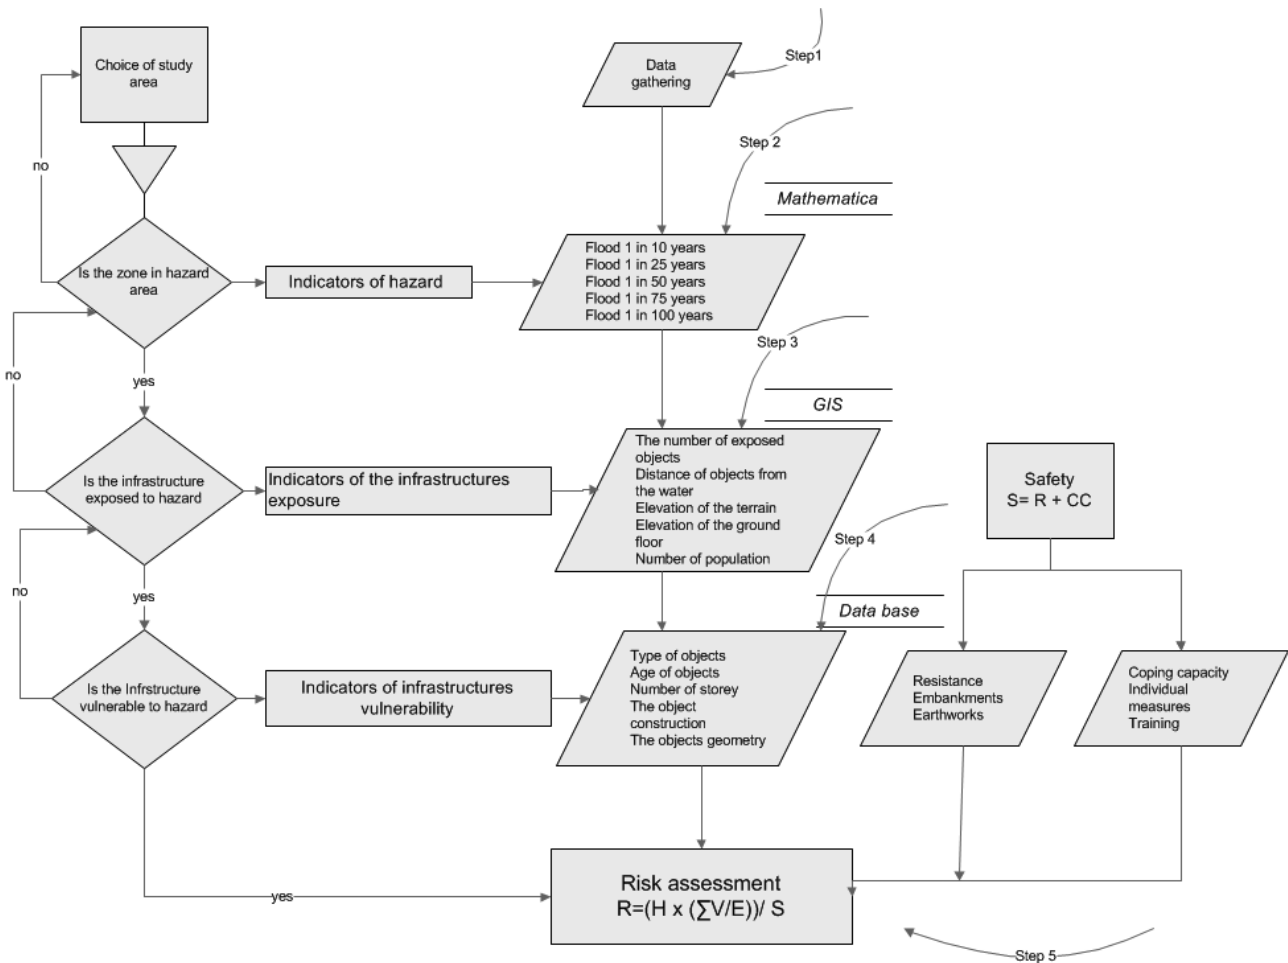 Choice of study
area
Data
gathering
Step1
no
Step 2
Mathematica
Is the zone in hazard
area
Indicators of hazard
Flood 1 in 10 years
Flood 1 in 25 years
Flood 1 in 50 years
Flood 1 in 75 years
Flood 1 in 100 years
Step 3
no
yes
GIS
Is the infrastructure
exposed to hazard
Indicators of the infrastructures
exposure
The number of exposed
objects
Distance of objects from
the water
Elevation of the terrain
Elevation of the ground
floor
Number of population
Safety
S= R + CC
Step 4
no
yes
Data base
Is the Infrstructure
vulnerable to hazard
Indicators of infrastructures
vulnerability
Type of objects
Age of objects
Number of storey
The object
construction
The objects geometry
Resistance
Embankments
Earthworks
Coping capacity
Individual
measures
Training
yes
Risk assessment
R=(H x (∑V/E))/ S
Step 5